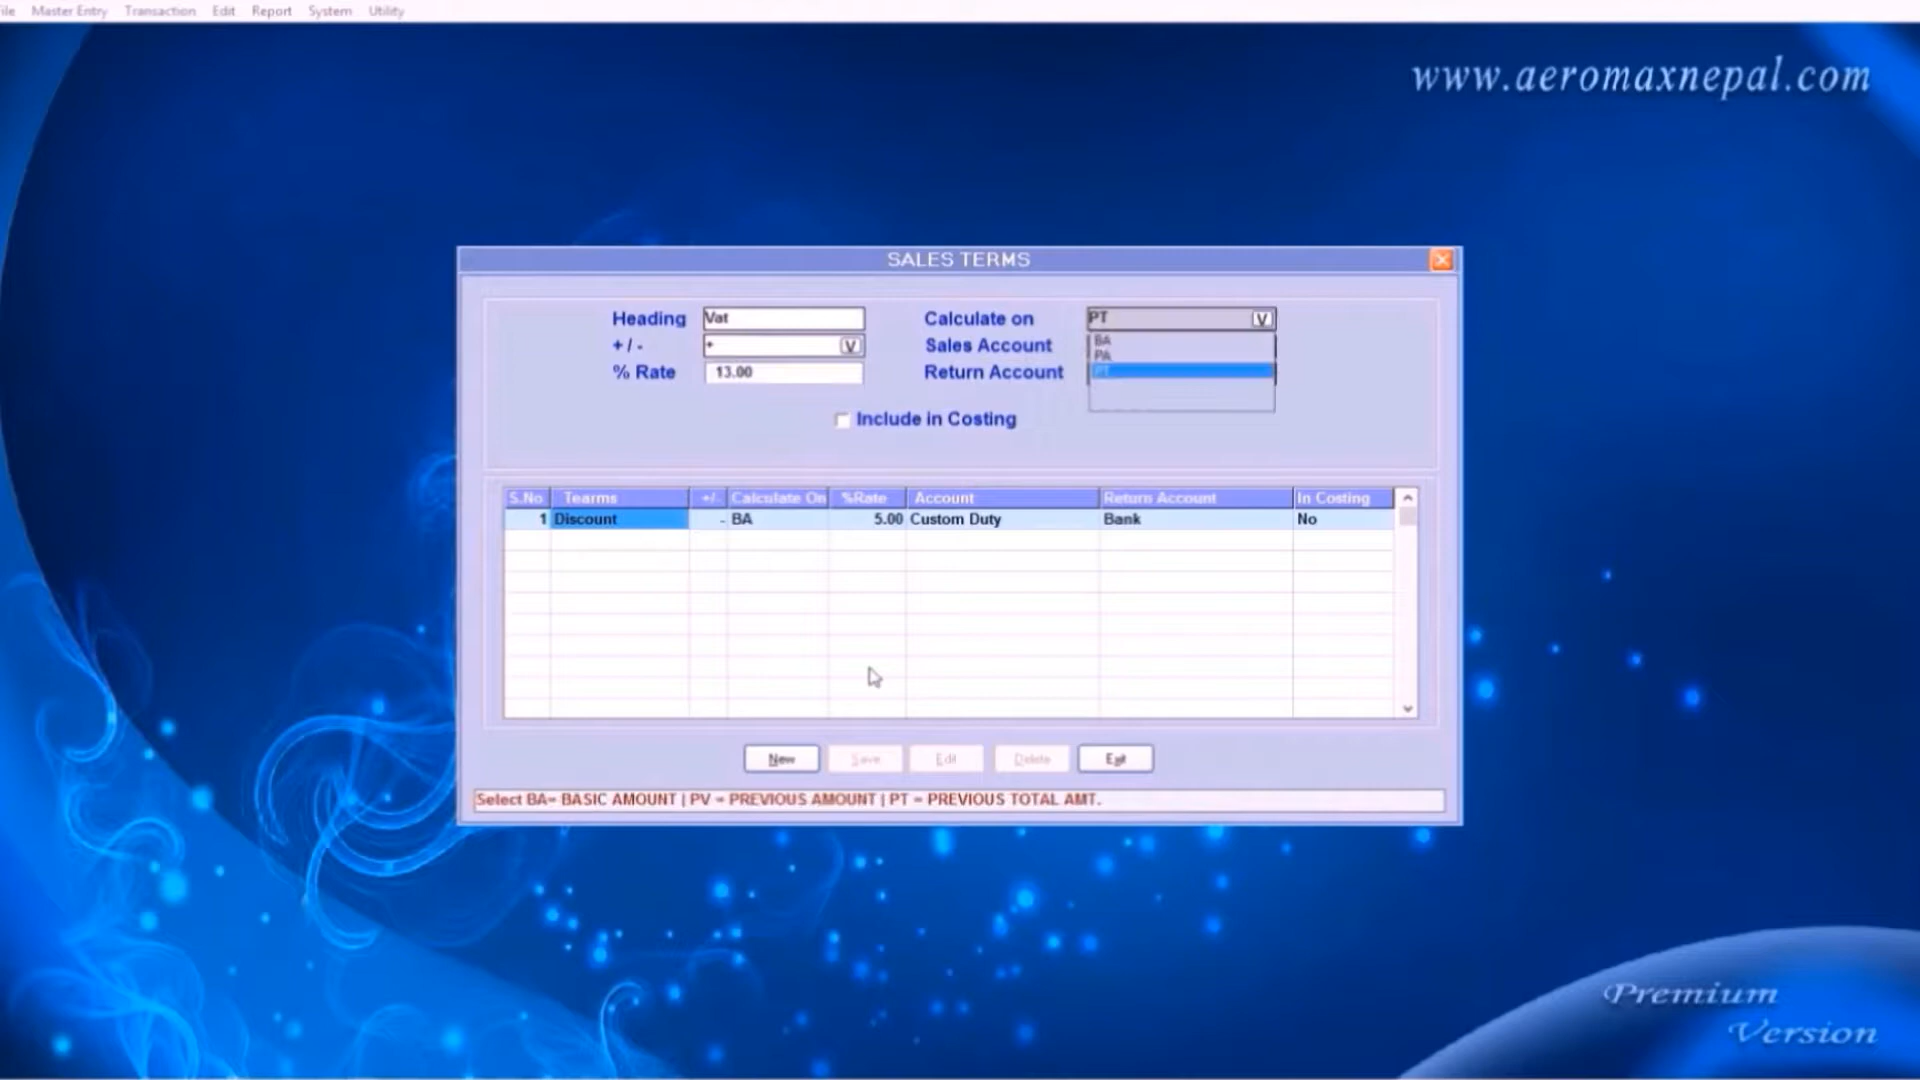 ile Master Entry Transaction Edit Report System Utility
www.aeromaxnepal.com
SALES TERMS
Heading Vat Calculate on PT V
+ / - + V Sales Account BA
PA
% Rate 13.00 Return Account PT
Include in Costing
S.No Tearms +/- Calculate On %Rate Account Return Account In Costing
1 Discount - BA 5.00 Custom Duty Bank No
New Save Edit Delete Exit
Select BA= BASIC AMOUNT | PV = PREVIOUS AMOUNT | PT = PREVIOUS TOTAL AMT.
Premium
Version